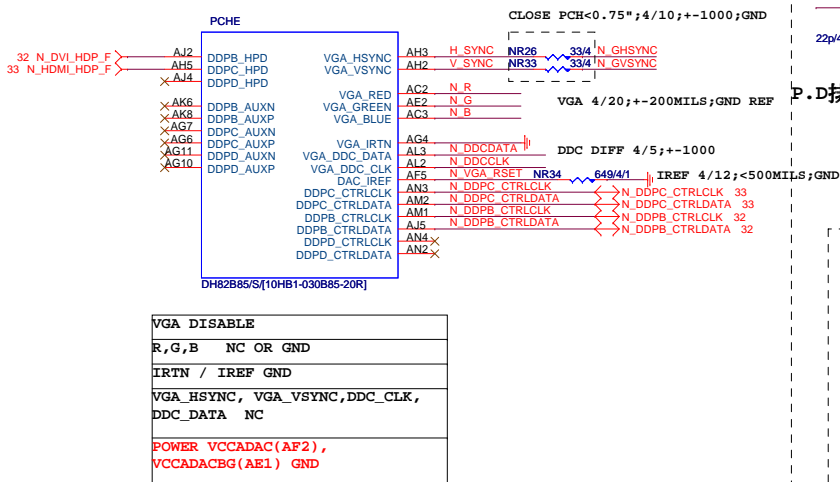 PCHE
CLOSE PCH<0.75";4/10;+-1000;GND
22p/4
32 N_DVI_HDP_F
33 N_HDMI_HDP_F
AJ2
AH5
AJ4
DDPB_HPD
DDPC_HPD
DDPD_HPD
VGA_HSYNC
VGA_VSYNC
AH3
AH2
H_SYNC
V_SYNC
NR26
NR33
33/4
33/4
N_GHSYNC
N_GVSYNC
AK6
AK8
AG7
AG6
AG11
AG10
DDPB_AUXN
DDPB_AUXP
DDPC_AUXN
DDPC_AUXP
DDPD_AUXN
DDPD_AUXP
VGA_RED
VGA_GREEN
VGA_BLUE
AC2
AE2
AC3
N_R
N_G
N_B
VGA 4/20;+-200MILS;GND REF
P.D
VGA_IRTN
VGA_DDC_DATA
VGA_DDC_CLK
DAC_IREF
DDPC_CTRLCLK
DDPC_CTRLDATA
DDPB_CTRLCLK
DDPB_CTRLDATA
DDPD_CTRLCLK
DDPD_CTRLDATA
AG4
AL3
AL2
AF5
AN3
AM2
AM1
AJ5
AN4
AN2
N_DDCDATA
N_DDCCLK
N_VGA_RSET
N_DDPC_CTRLCLK
N_DDPC_CTRLDATA
N_DDPB_CTRLCLK
N_DDPB_CTRLDATA
DDC DIFF 4/5;+-1000
NR34
649/4/1
IREF 4/12;<500MILS;GND
N_DDPC_CTRLCLK 33
N_DDPC_CTRLDATA 33
N_DDPB_CTRLCLK 32
N_DDPB_CTRLDATA 32
DH82B85/S/[10HB1-030B85-20R]
VGA DISABLE
R,G,B NC OR GND
IRTN / IREF GND
VGA_HSYNC, VGA_VSYNC,DDC_CLK,
DDC_DATA NC
POWER VCCADAC(AF2),
VCCADACBG(AE1) GND